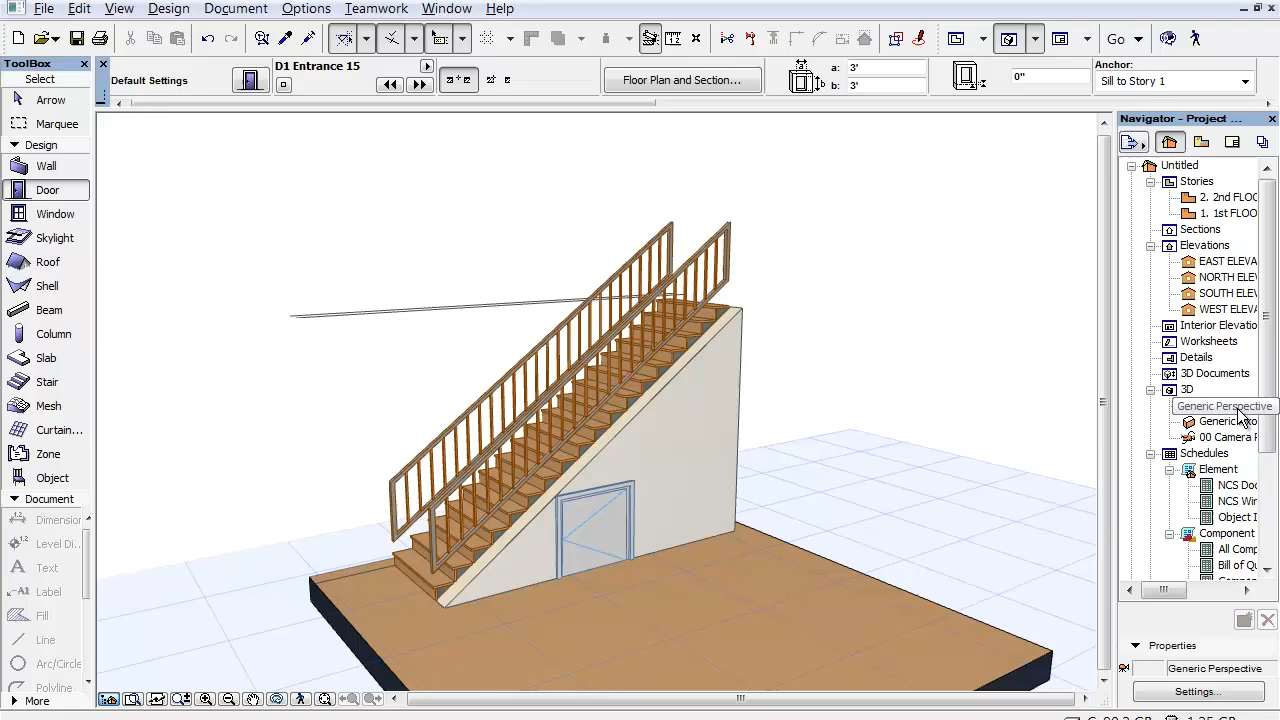 File Edit View Design Document Options Teamwork Window Help
Go
ToolBox
Select
Arrow
Marquee
Design
Wall
Door
Window
Skylight
Roof
Shell
Beam
Column
Slab
Stair
Mesh
Curtain...
Zone
Object
Document
Dimension
Level Di...
Text
Label
Fill
Line
Arc/Circle
Polyline
More
Default Settings
D1 Entrance 15
Floor Plan and Section...
a: 3'
b: 3'
0"
Anchor:
Sill to Story 1
Navigator - Project ...
Untitled
Stories
2. 2nd FLOO
1. 1st FLOO
Sections
Elevations
EAST ELEVA
NORTH ELEV
SOUTH ELEV
WEST ELEVA
Interior Elevatio
Worksheets
Details
3D Documents
3D
Generic Perspective
Generic
00 Camera
Schedules
Element
NCS Doo
NCS Win
Object I
Component
All Comp
Bill of Qu
Properties
Generic Perspective
Settings...